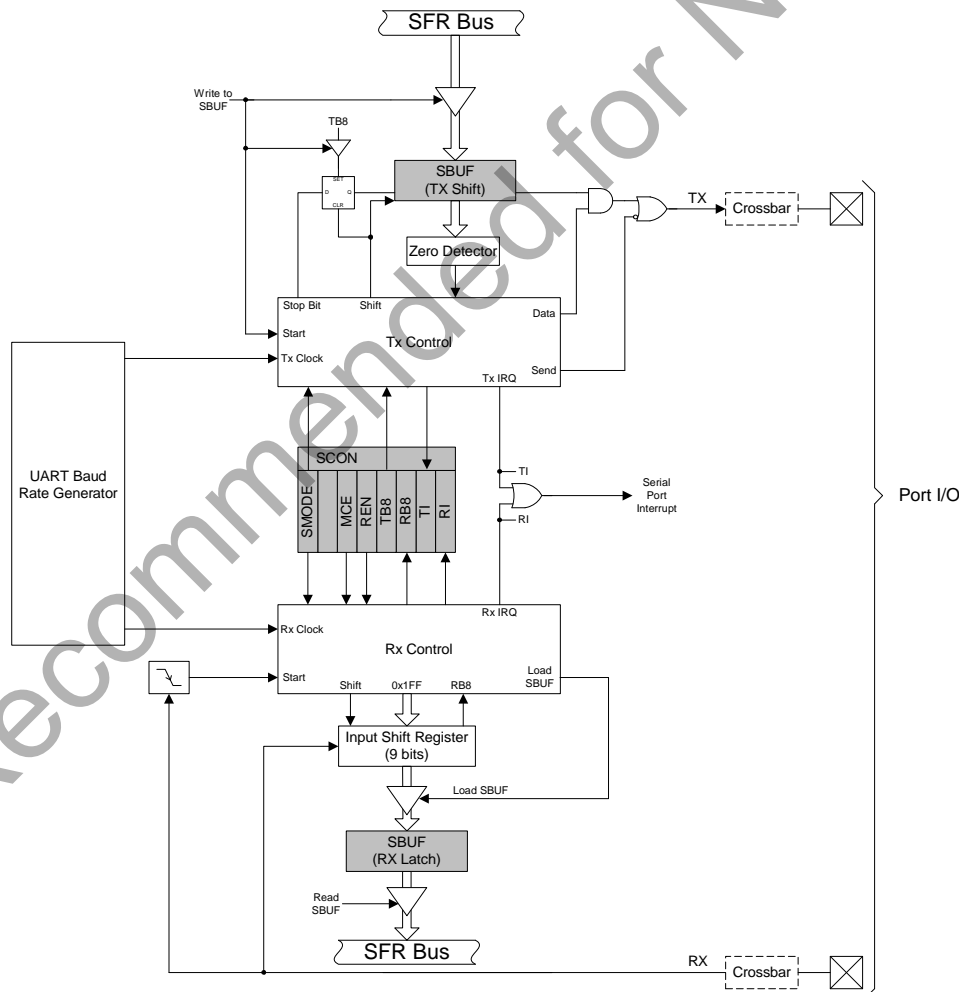 SFR Bus
Write to
SBUF
TB8
SET
D
Q
CLR
SBUF
(TX Shift)
TX
Crossbar
Zero Detector
Stop Bit
Shift
Data
Start
Tx Control
Tx Clock
Send
Tx IRQ
UART Baud
Rate Generator
SCON
SMODE
MCE
REN
TB8
RB8
TI
RI
TI
RI
Serial
Port
Interrupt
Port I/O
Rx IRQ
Rx Clock
Rx Control
Start
Load
SBUF
Shift
0x1FF
RB8
Input Shift Register
(9 bits)
Load SBUF
SBUF
(RX Latch)
Read
SBUF
SFR Bus
RX
Crossbar
ecommended for N